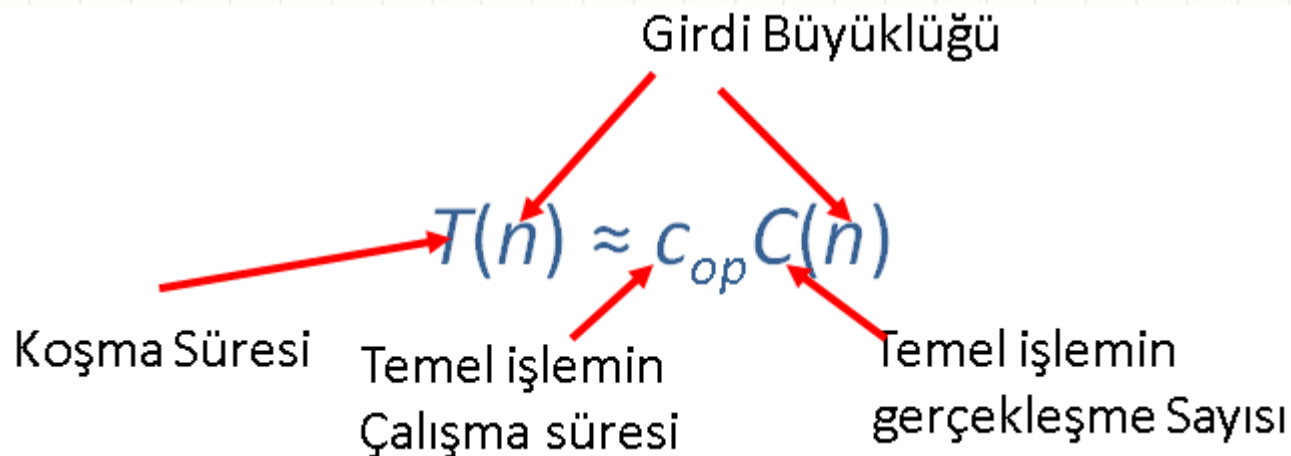 Girdi Büyüklüğü
T(n) ≈ c_op C(n)
Koşma Süresi
Temel işlemin
Çalışma süresi
Temel işlemin
gerçekleşme Sayısı